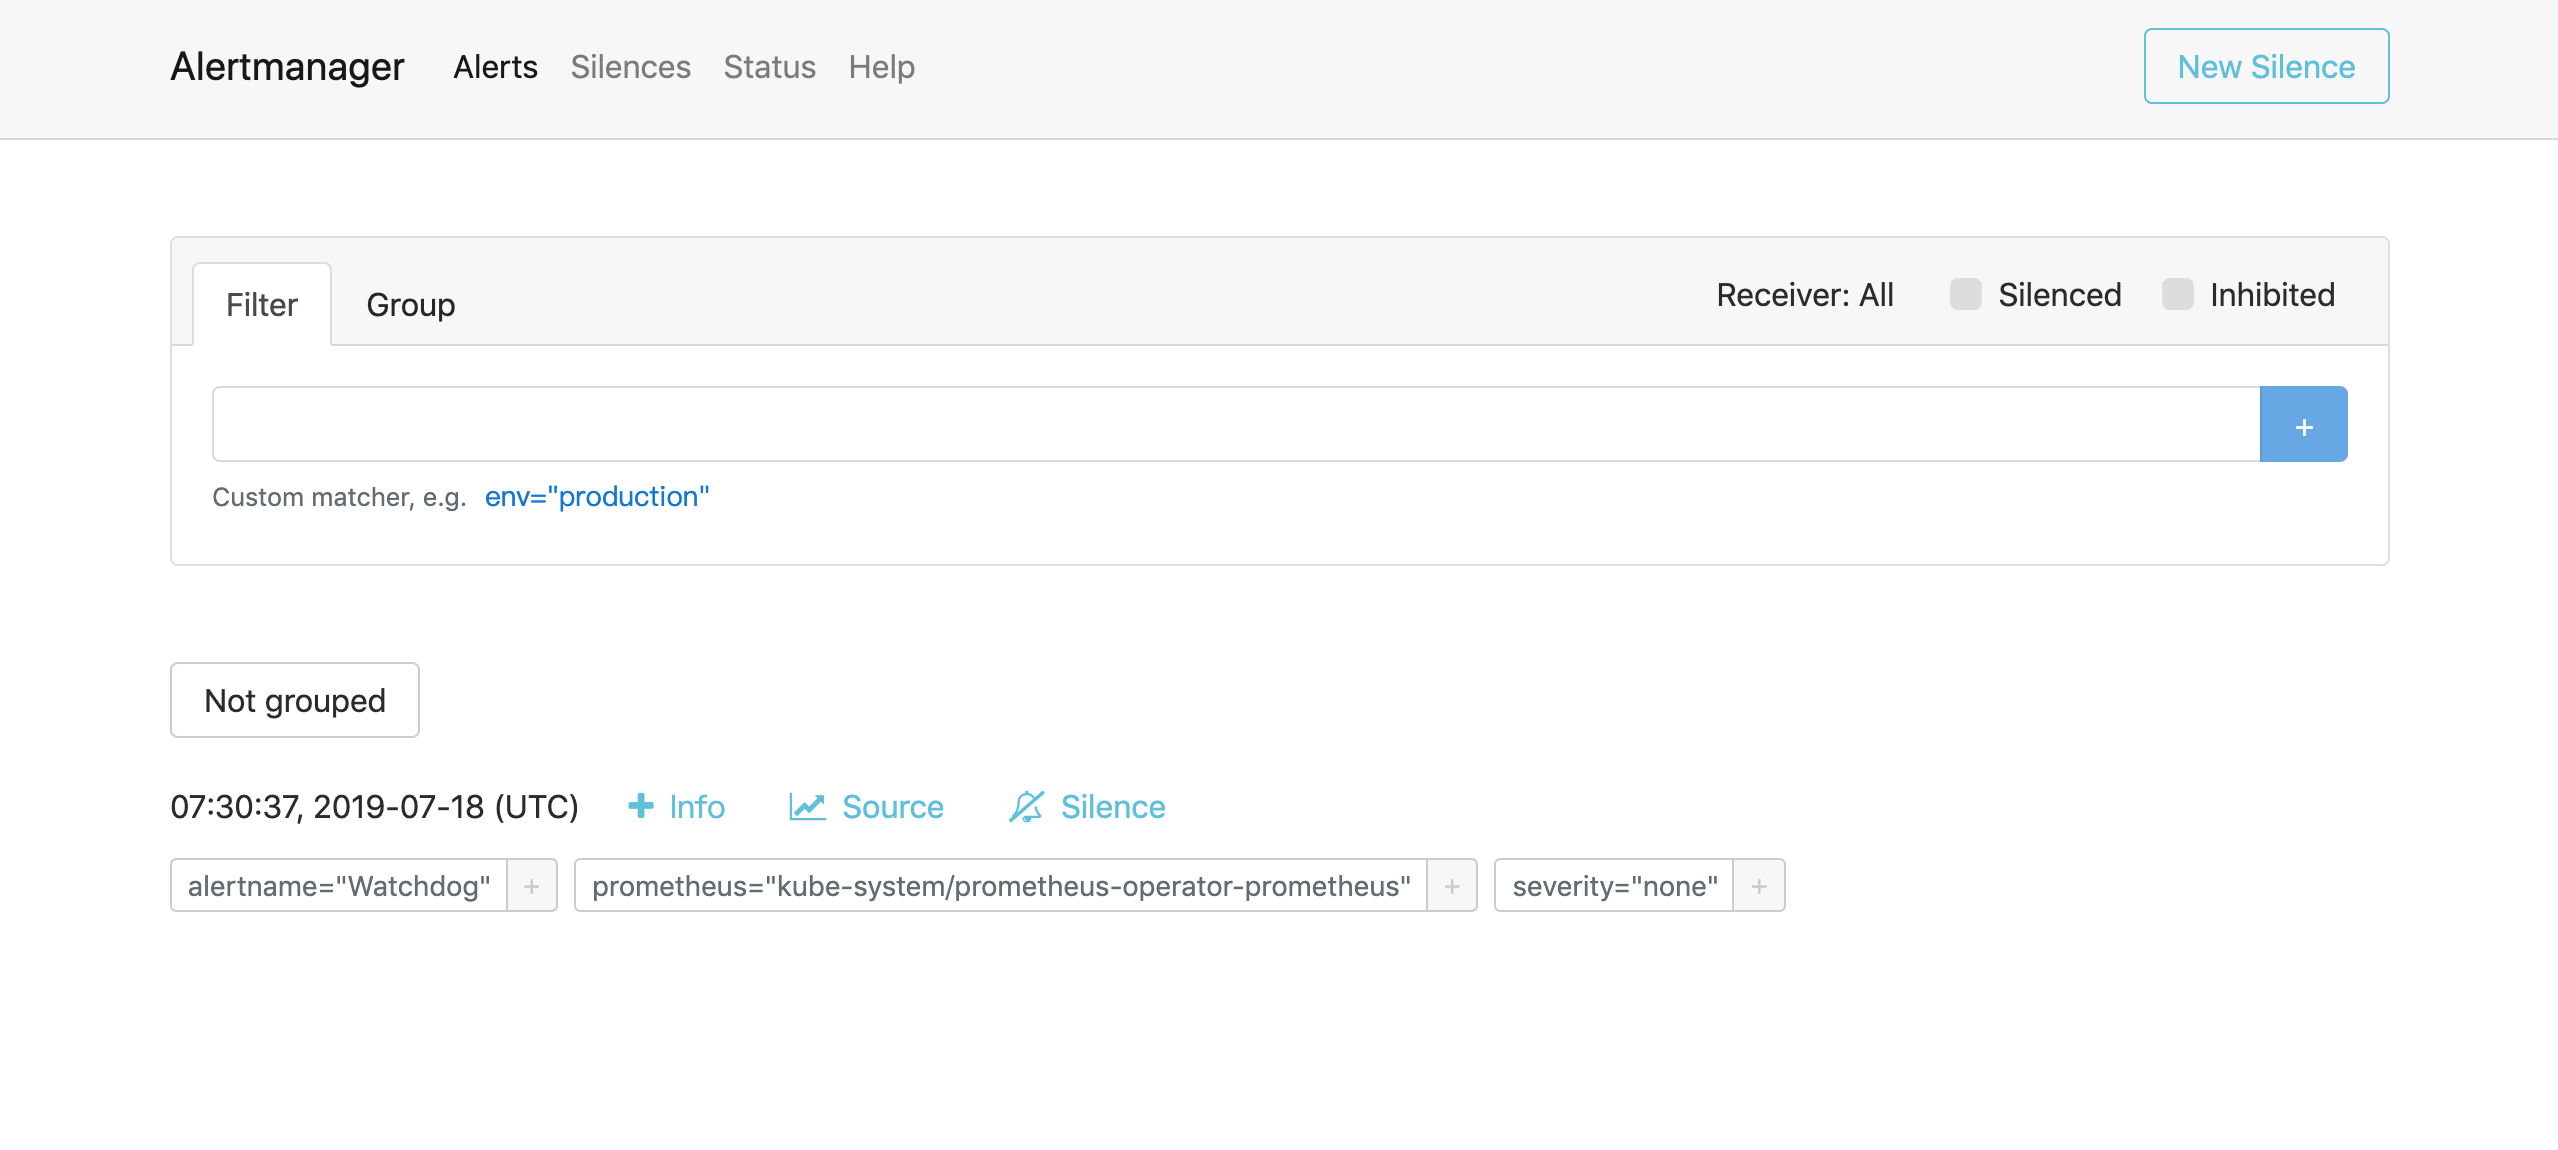 Alertmanager Alerts Silences Status Help New Silence
Filter Group Receiver: All Silenced Inhibited
+
Custom matcher, e.g. env="production"
Not grouped
07:30:37, 2019-07-18 (UTC) + Info Source Silence
alertname="Watchdog" + prometheus="kube-system/prometheus-operator-prometheus" + severity="none" +